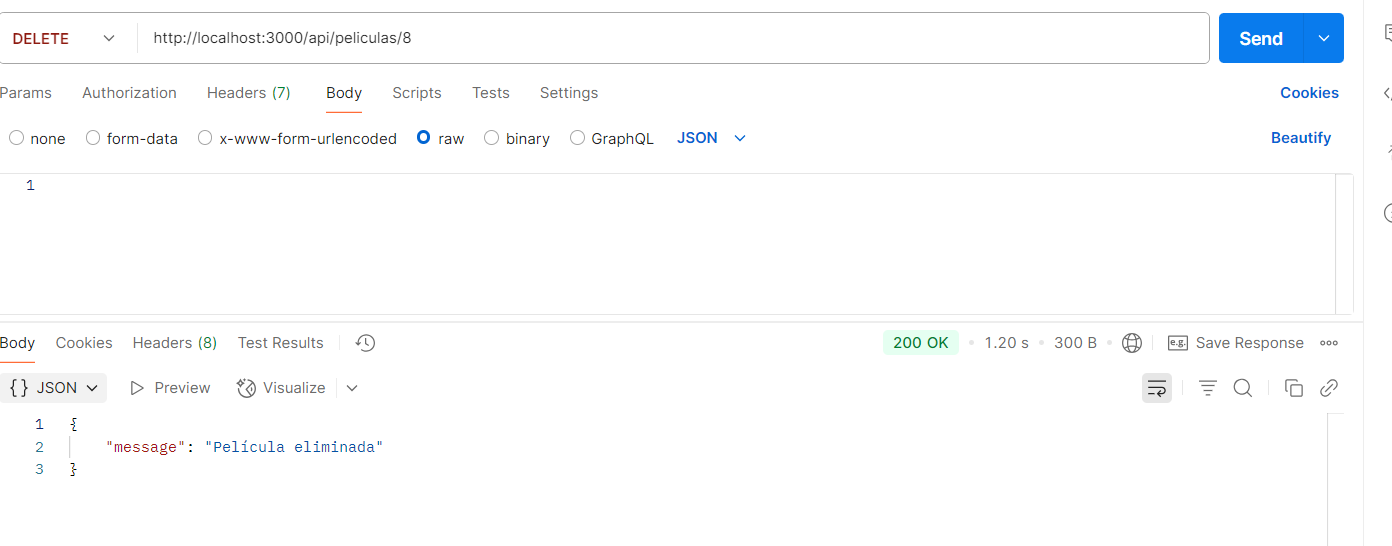 DELETE http://localhost:3000/api/peliculas/8 Send
Params Authorization Headers (7) Body Scripts Tests Settings Cookies
none form-data x-www-form-urlencoded raw binary GraphQL JSON Beautify
1
Body Cookies Headers (8) Test Results 200 OK • 1.20 s • 300 B • e.g. Save Response
{} JSON Preview Visualize
1 {
2 "message": "Película eliminada"
3 }